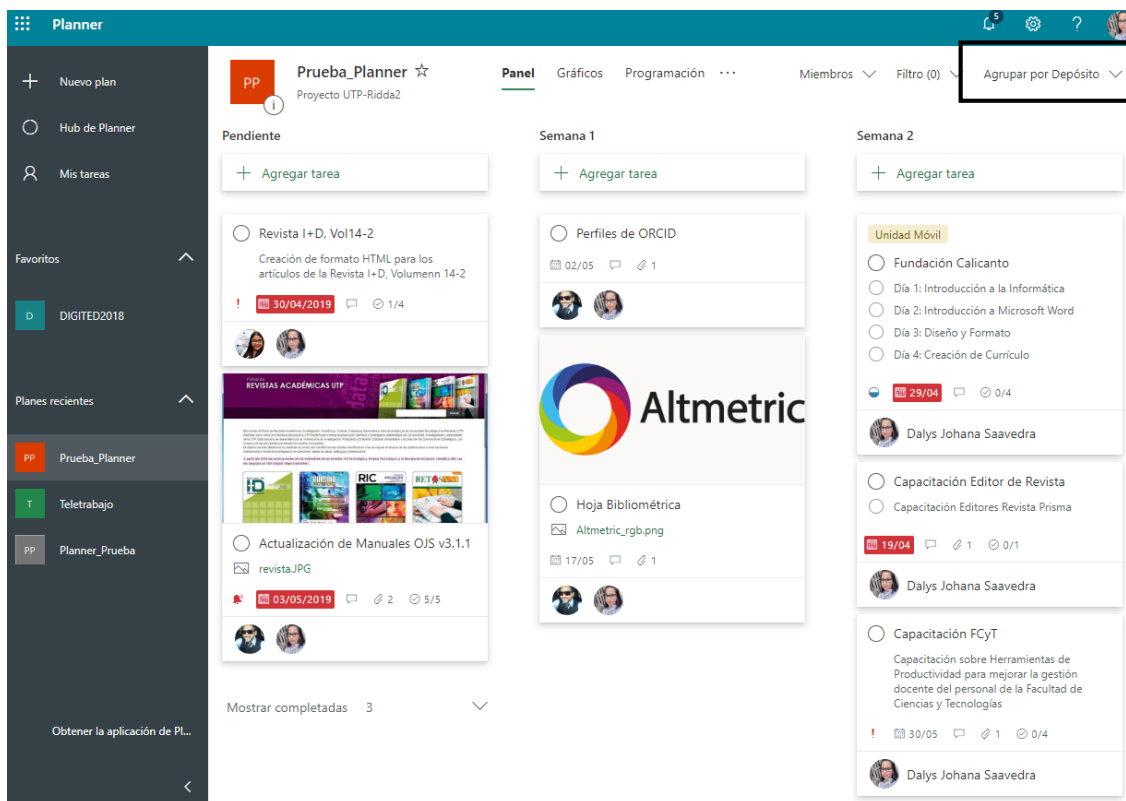 Planner
5
Nuevo plan
Hub de Planner
Mis tareas
Favoritos
D DIGITED2018
Planes recientes
PP Prueba_Planner
T Teletrabajo
PP Planner_Prueba
Obtener la aplicación de Pl...
PP
Prueba_Planner
Proyecto UTP-Ridda2
Panel Gráficos Programación ...
Miembros Filtro (0) Agrupar por Depósito
Pendiente
Agregar tarea
Revista I+D, Vol14-2
Creación de formato HTML para los
artículos de la Revista I+D, Volumenn 14-2
! 30/04/2019 1/4
REVISTAS ACADÉMICAS UTP
RIC
Actualización de Manuales OJS v3.1.1
revista.JPG
03/05/2019 2 5/5
Mostrar completadas 3
Semana 1
Agregar tarea
Perfiles de ORCID
02/05 1
Altmetric
Hoja Bibliométrica
Altmetric_rgb.png
17/05 1
Semana 2
Agregar tarea
Unidad Móvil
Fundación Calicanto
Día 1: Introducción a la Informática
Día 2: Introducción a Microsoft Word
Día 3: Diseño y Formato
Día 4: Creación de Currículo
29/04 0/4
Dalys Johana Saavedra
Capacitación Editor de Revista
Capacitación Editores Revista Prisma
19/04 1 0/1
Dalys Johana Saavedra
Capacitación FCyT
Capacitación sobre Herramientas de
Productividad para mejorar la gestión
docente del personal de la Facultad de
Ciencias y Tecnologías
! 30/05 1 0/4
Dalys Johana Saavedra